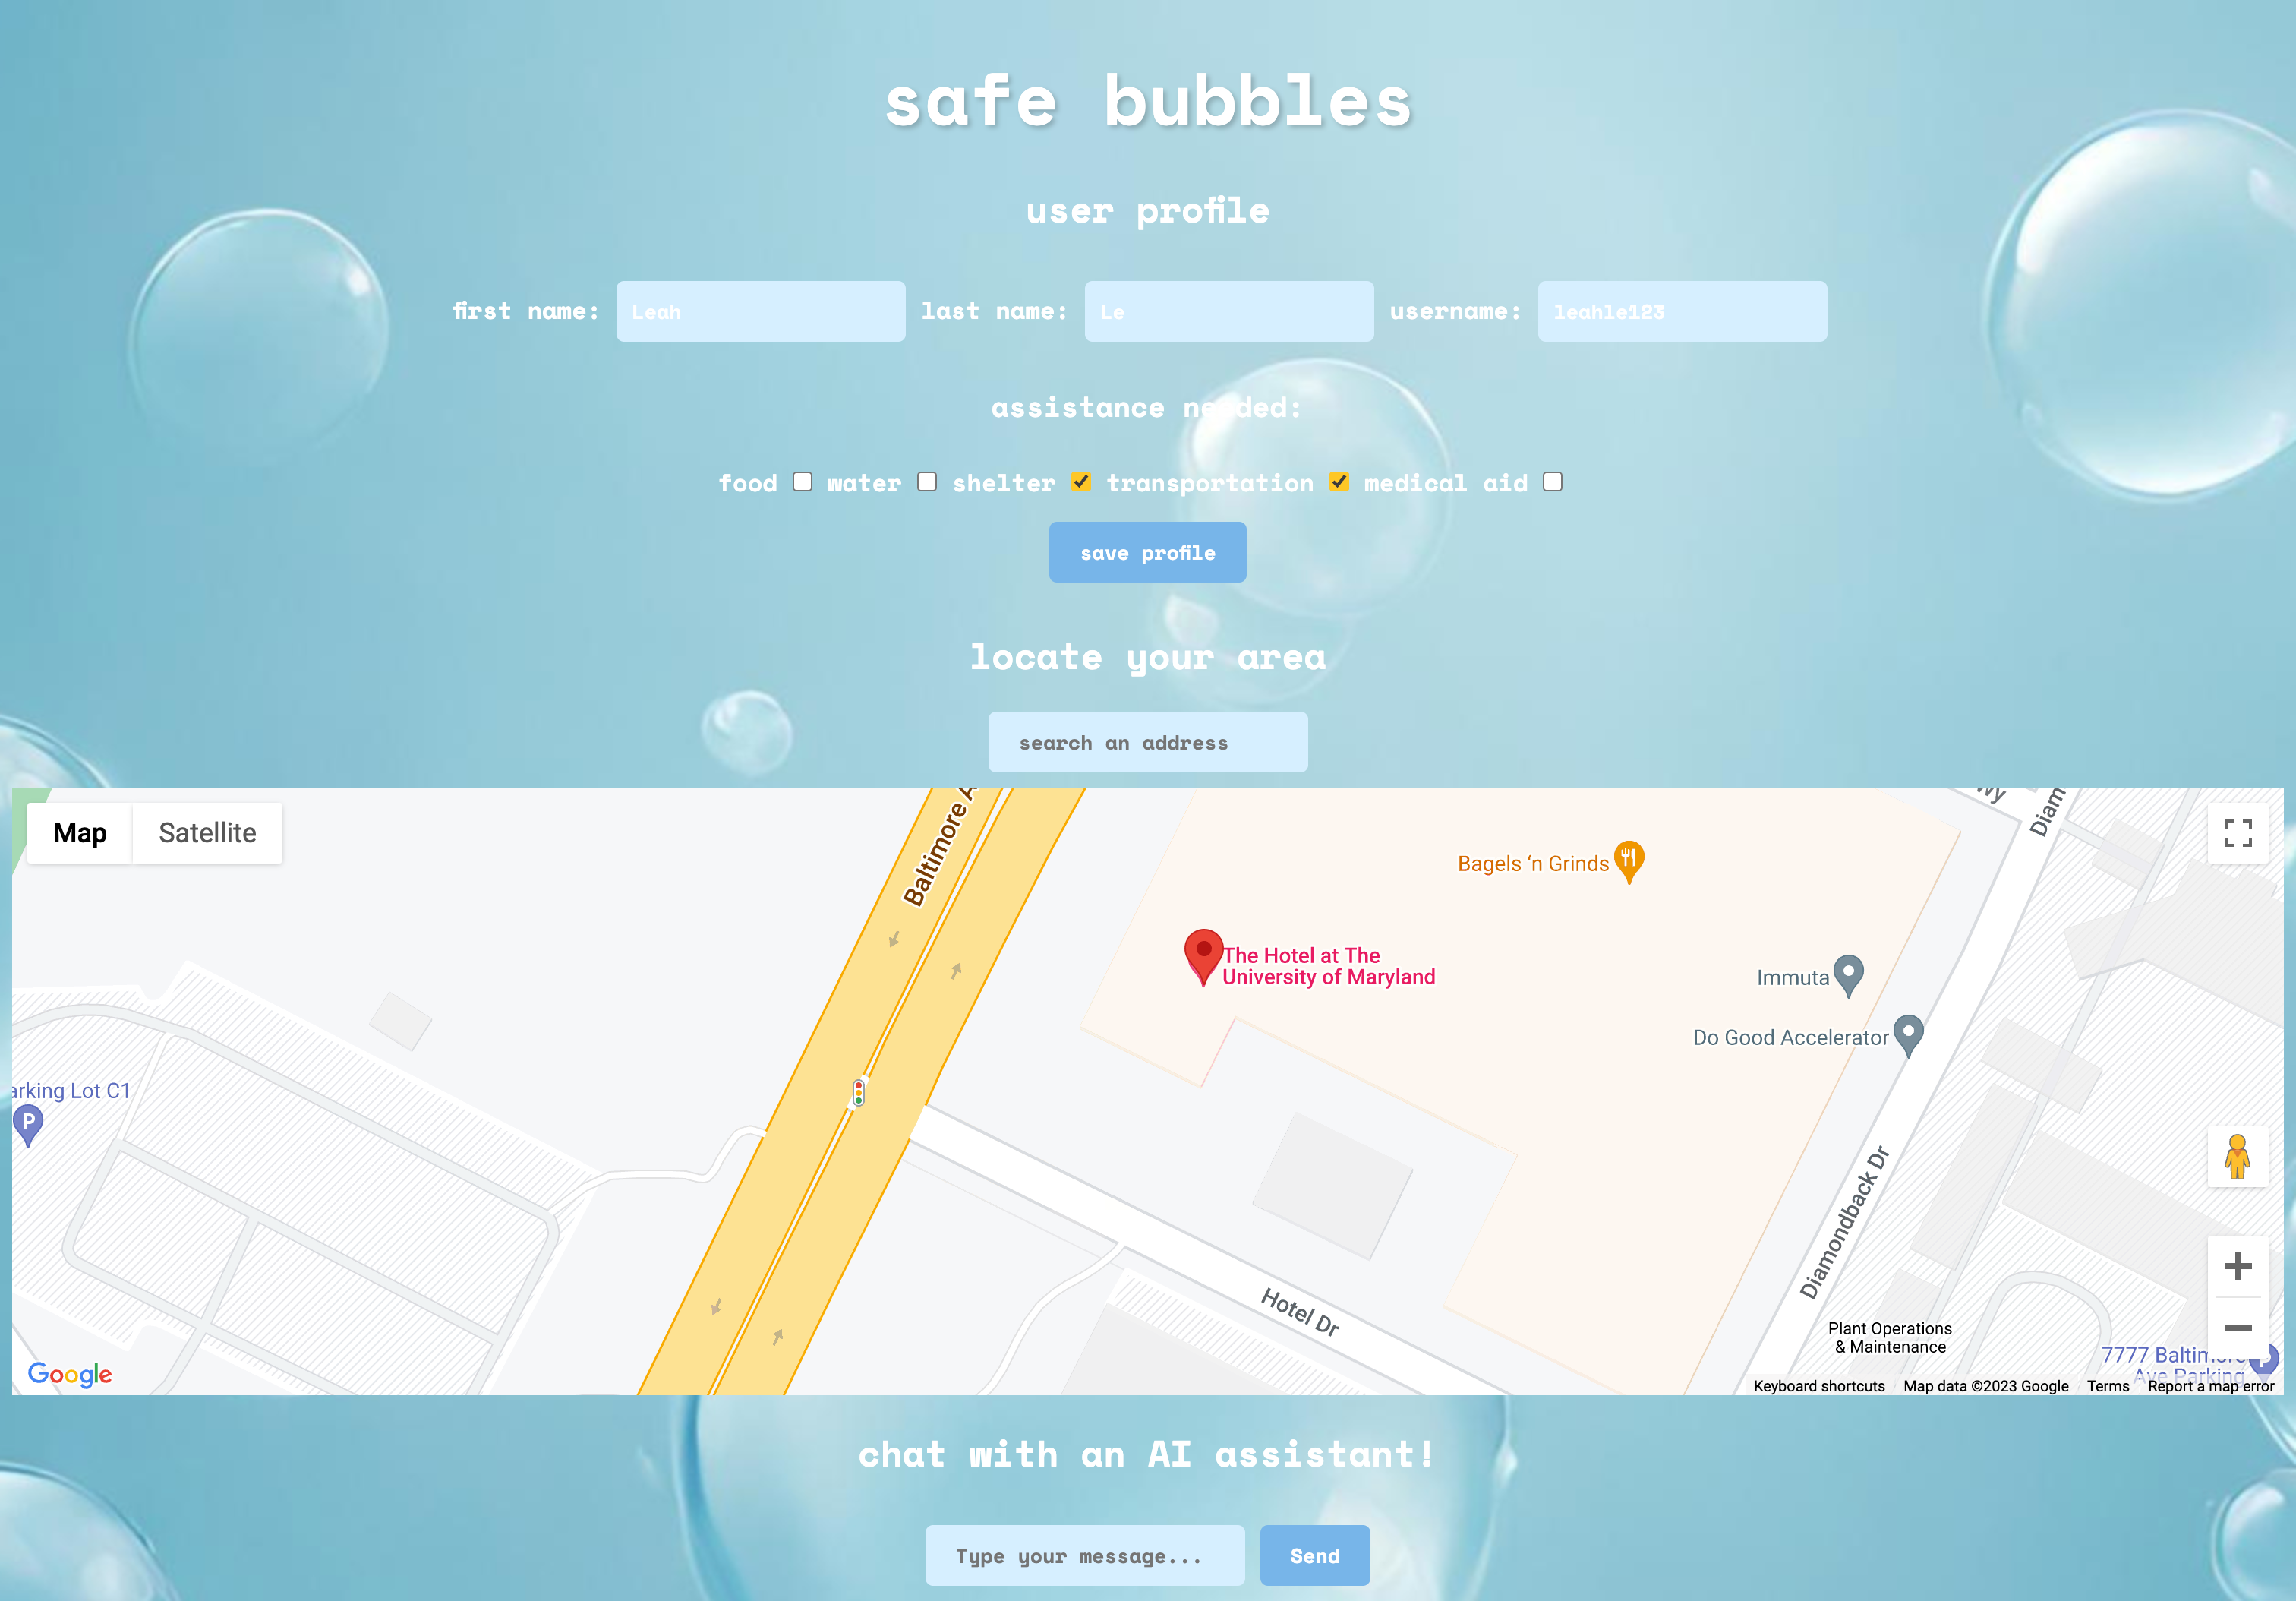 safe bubbles
user profile
first name: Leah last name: Le username: leahle123
assistance needed:
food water shelter transportation medical aid
save profile
locate your area
search an address
Map Satellite
Baltimore A
Diam
Bagels ‘n Grinds
The Hotel at The
University of Maryland
Immuta
Do Good Accelerator
arking Lot C1
P
Diamondback Dr
Hotel Dr
Plant Operations
& Maintenance
7777 Baltimore
Ave Parking
P
Google
Keyboard shortcuts Map data ©2023 Google Terms Report a map error
chat with an AI assistant!
Type your message... Send